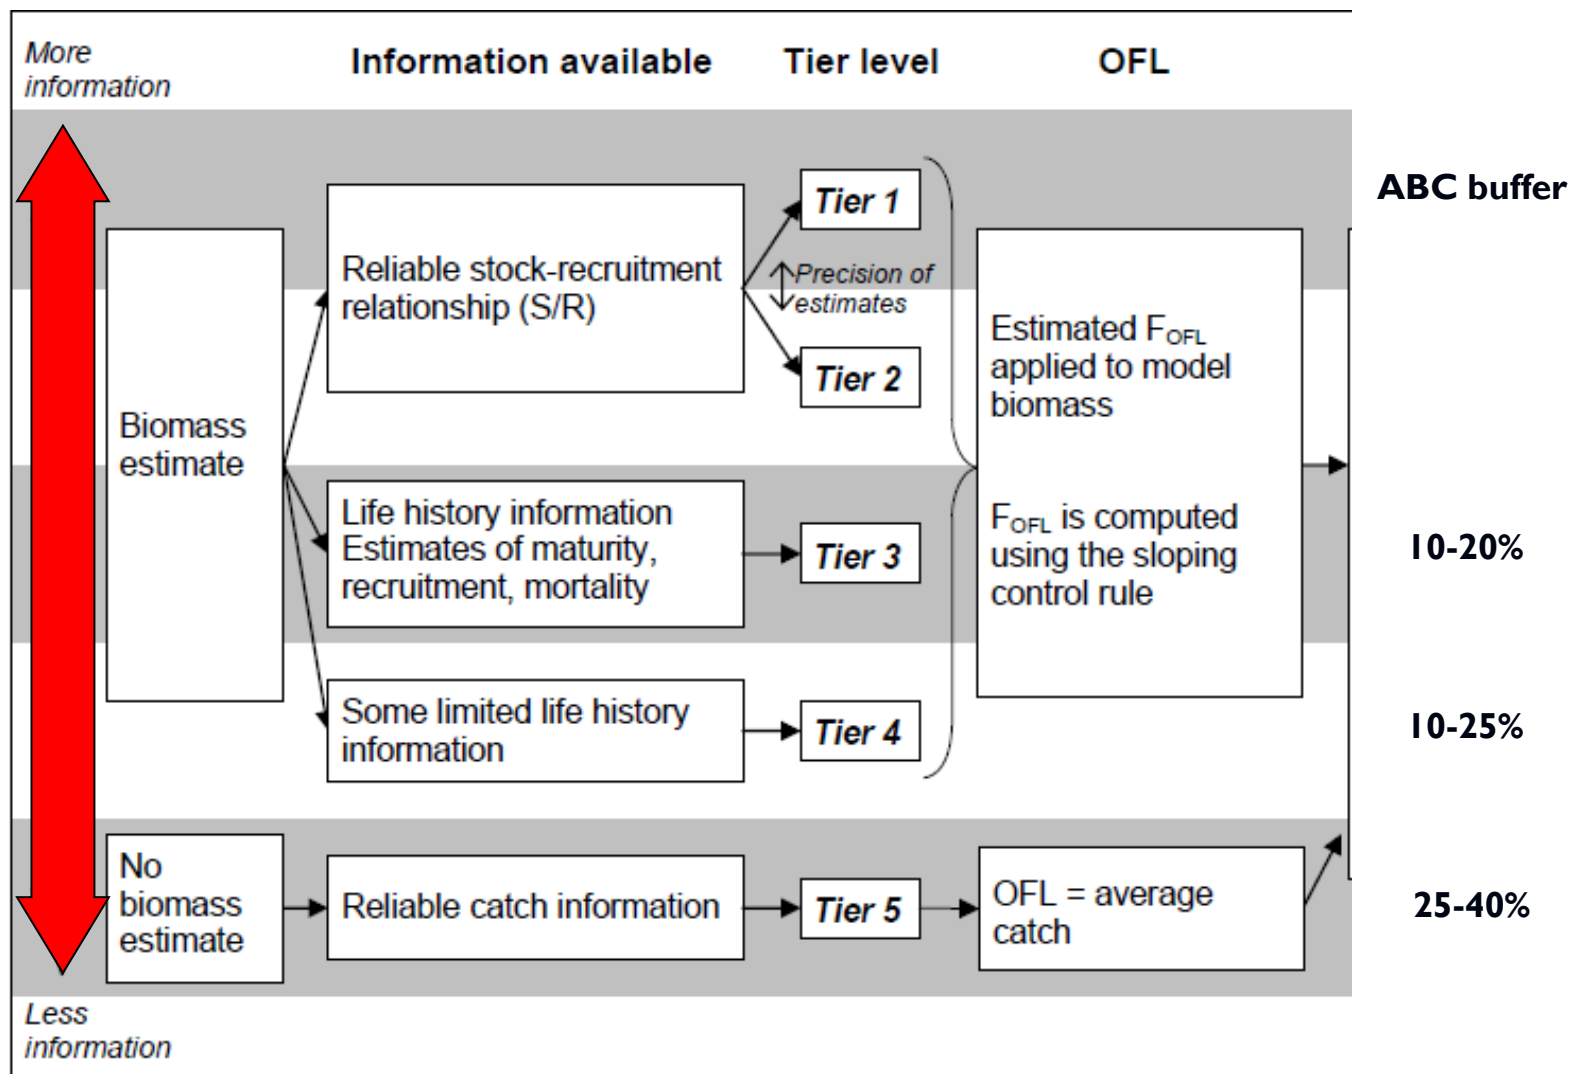 More
information
Information available
Tier level
OFL
ABC buffer
Tier 1
Reliable stock-recruitment
relationship (S/R)
Precision of
estimates
Tier 2
Estimated FOFL
applied to model
biomass
Biomass
estimate
FOFL is computed
using the sloping
control rule
Life history information
Estimates of maturity,
recruitment, mortality
Tier 3
10-20%
Some limited life history
information
Tier 4
10-25%
No
biomass
estimate
Reliable catch information
Tier 5
OFL = average
catch
25-40%
Less
information